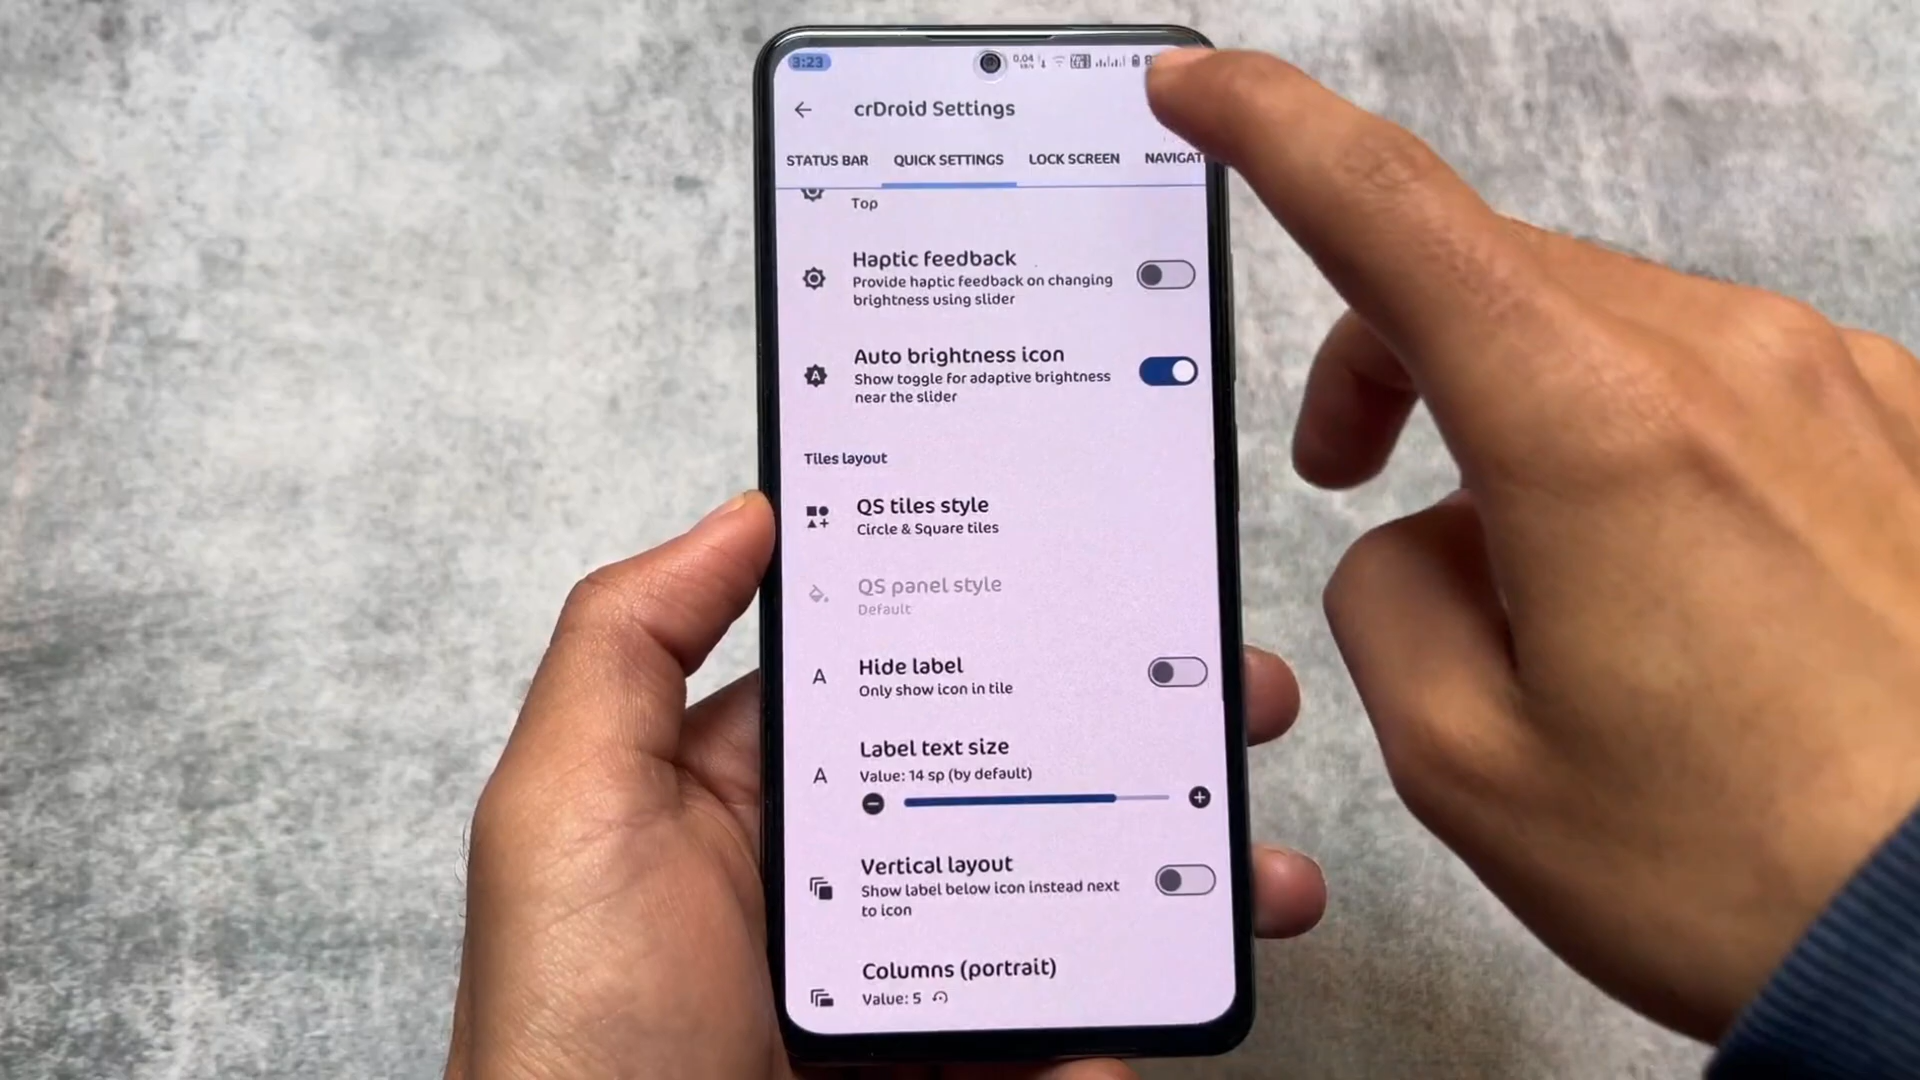 3:23
0.04
crDroid Settings
STATUS BAR QUICK SETTINGS LOCK SCREEN NAVIGAT
Top
Haptic feedback
Provide haptic feedback on changing
brightness using slider
Auto brightness icon
Show toggle for adaptive brightness
near the slider
Tiles layout
QS tiles style
Circle & Square tiles
QS panel style
Default
Hide label
Only show icon in tile
Label text size
Value: 14 sp (by default)
Vertical layout
Show label below icon instead next
to icon
Columns (portrait)
Value: 5